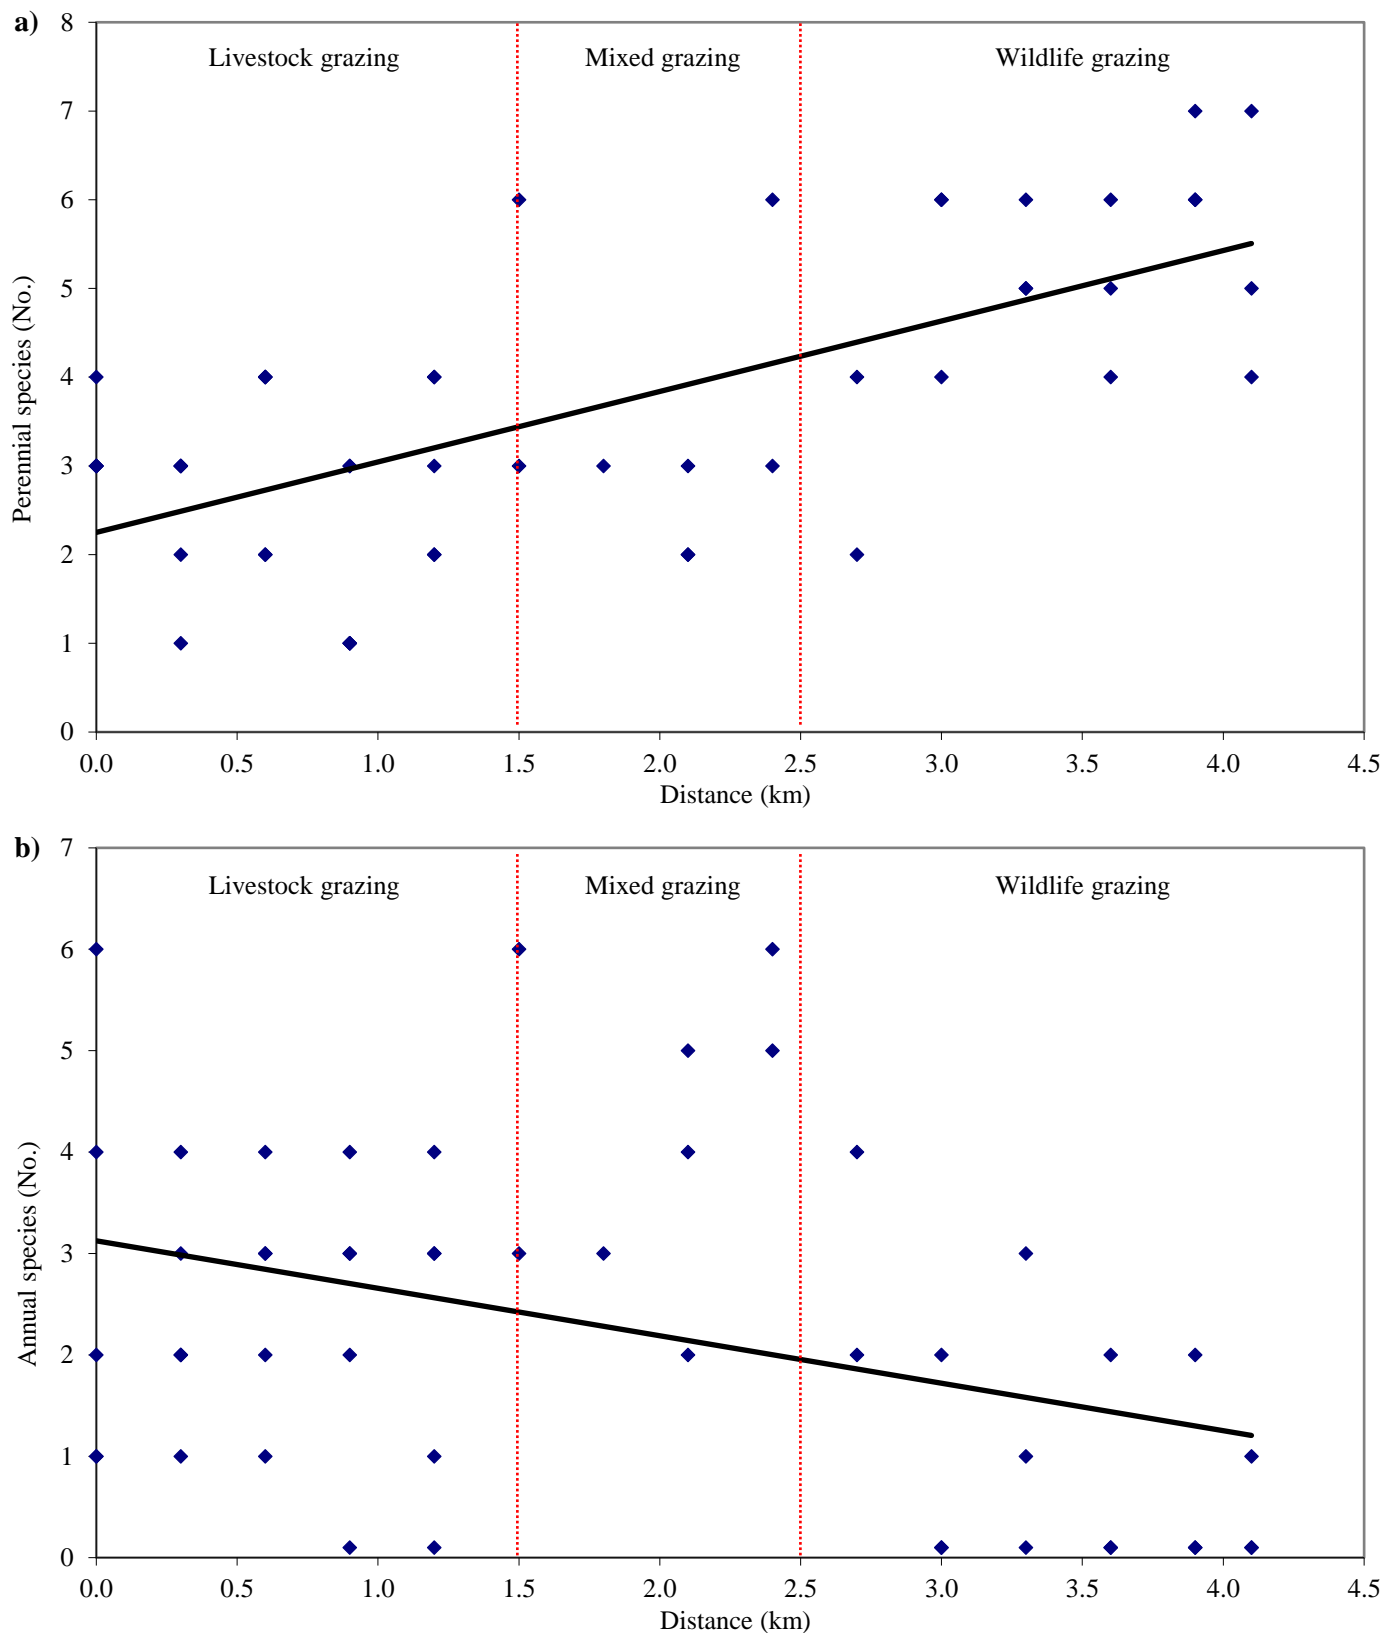 a)
8
7
6
5
4
3
2
1
0
Perennial species (No.)
Livestock grazing Mixed grazing Wildlife grazing
0.0 0.5 1.0 1.5 2.0 2.5 3.0 3.5 4.0 4.5
Distance (km)
b)
7
6
5
4
3
2
1
0
Annual species (No.)
Livestock grazing Mixed grazing Wildlife grazing
0.0 0.5 1.0 1.5 2.0 2.5 3.0 3.5 4.0 4.5
Distance (km)